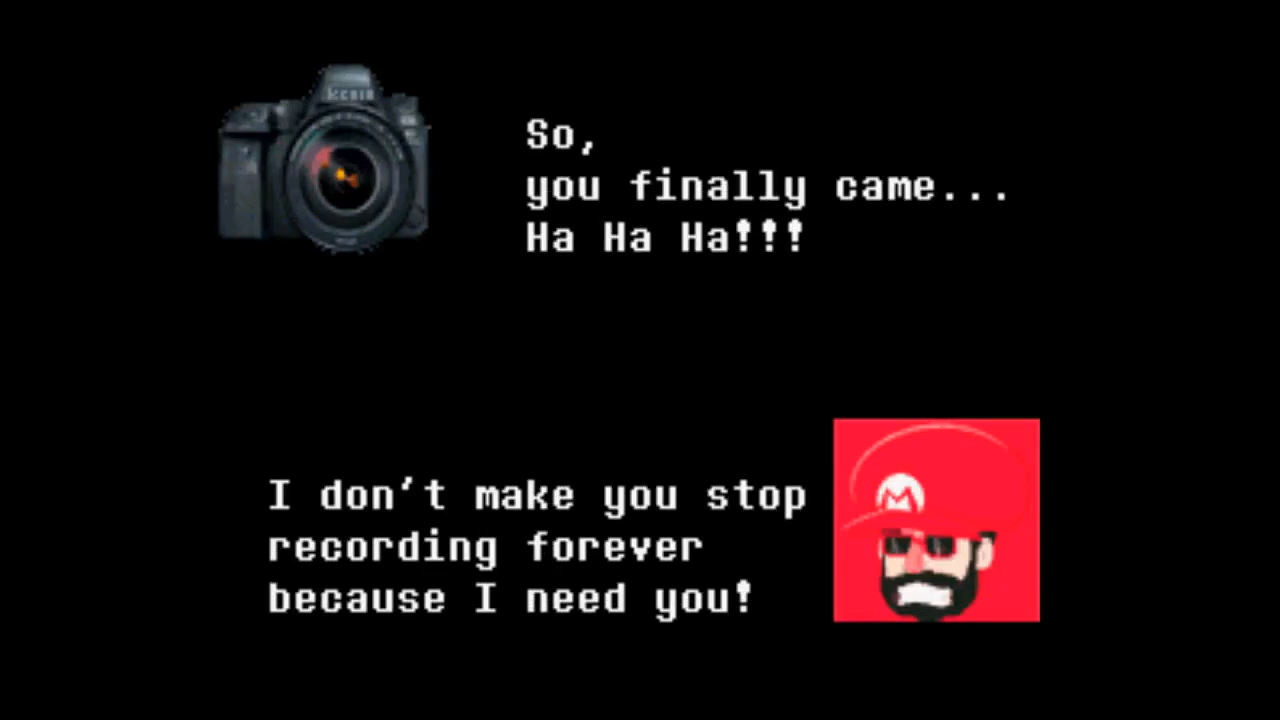 So,
you finally came...
Ha Ha Ha!!!
I don't make you stop
recording forever
because I need you!
M